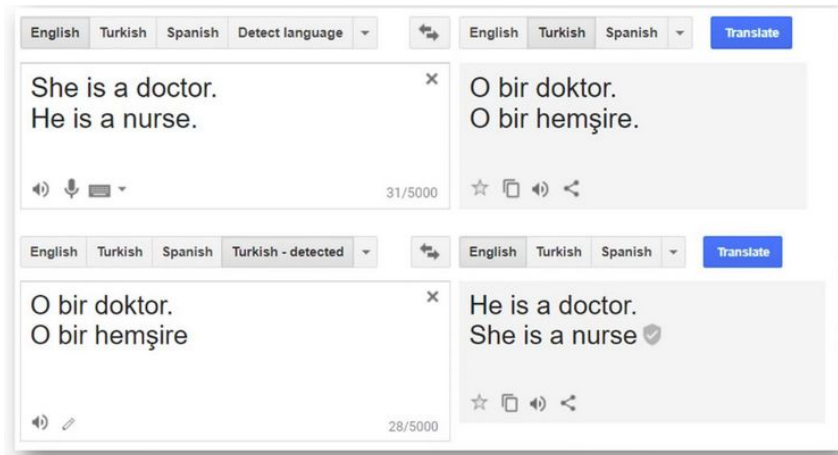 English Turkish Spanish Detect language English Turkish Spanish Translate
She is a doctor.
He is a nurse.
31/5000
O bir doktor.
O bir hemşire.
English Turkish Spanish Turkish - detected English Turkish Spanish Translate
O bir doktor.
O bir hemşire
28/5000
He is a doctor.
She is a nurse